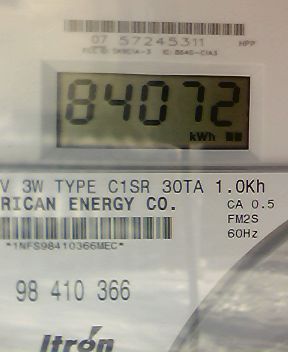 07 57245311 HPP
84072
kWh
V 3W TYPE C1SR 30TA 1.0Kh
RICAN ENERGY CO. CA 0.5
FM2S
*1NFS98410366MEC* 60Hz
98 410 366
Itrón